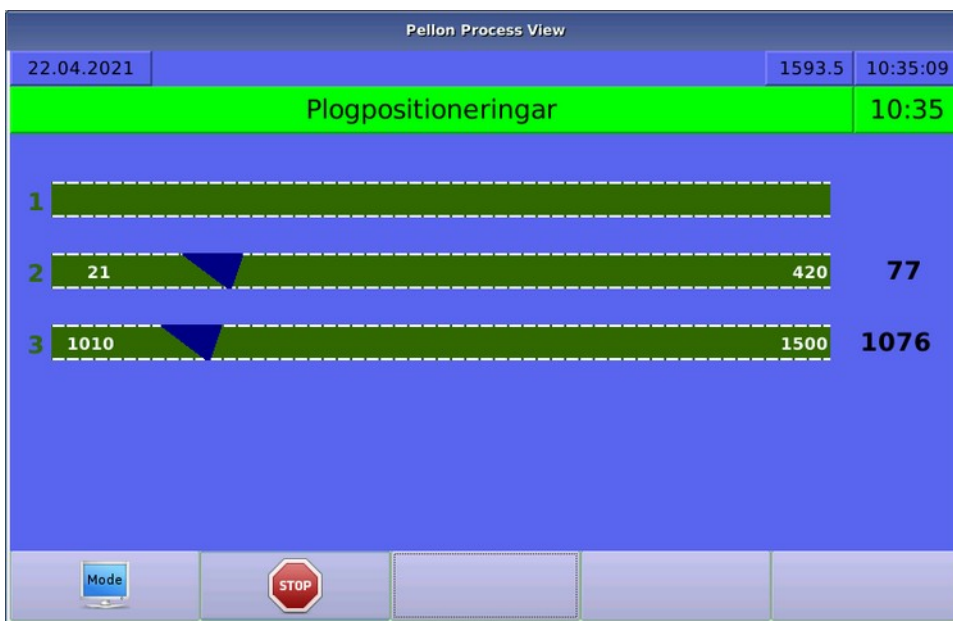 Pellon Process View
22.04.2021 1593.5 10:35:09
Plogpositioneringar 10:35
1
2 21 420 77
3 1010 1500 1076
Mode STOP